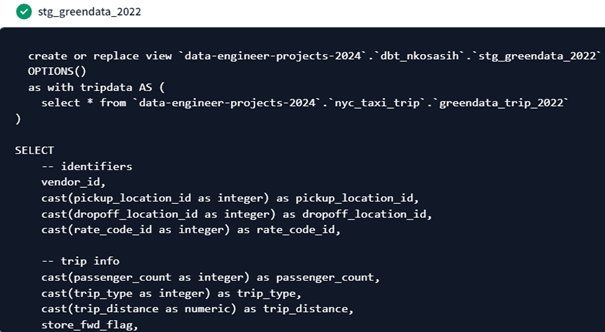 stg_greendata_2022
create or replace view `data-engineer-projects-2024`.`dbt_nkosasih`.`stg_greendata_2022`
OPTIONS()
as with tripdata AS (
select * from `data-engineer-projects-2024`.`nyc_taxi_trip`.`greendata_trip_2022`
)
SELECT
-- identifiers
vendor_id,
cast(pickup_location_id as integer) as pickup_location_id,
cast(dropoff_location_id as integer) as dropoff_location_id,
cast(rate_code_id as integer) as rate_code_id,
-- trip info
cast(passenger_count as integer) as passenger_count,
cast(trip_type as integer) as trip_type,
cast(trip_distance as numeric) as trip_distance,
store_fwd_flag,